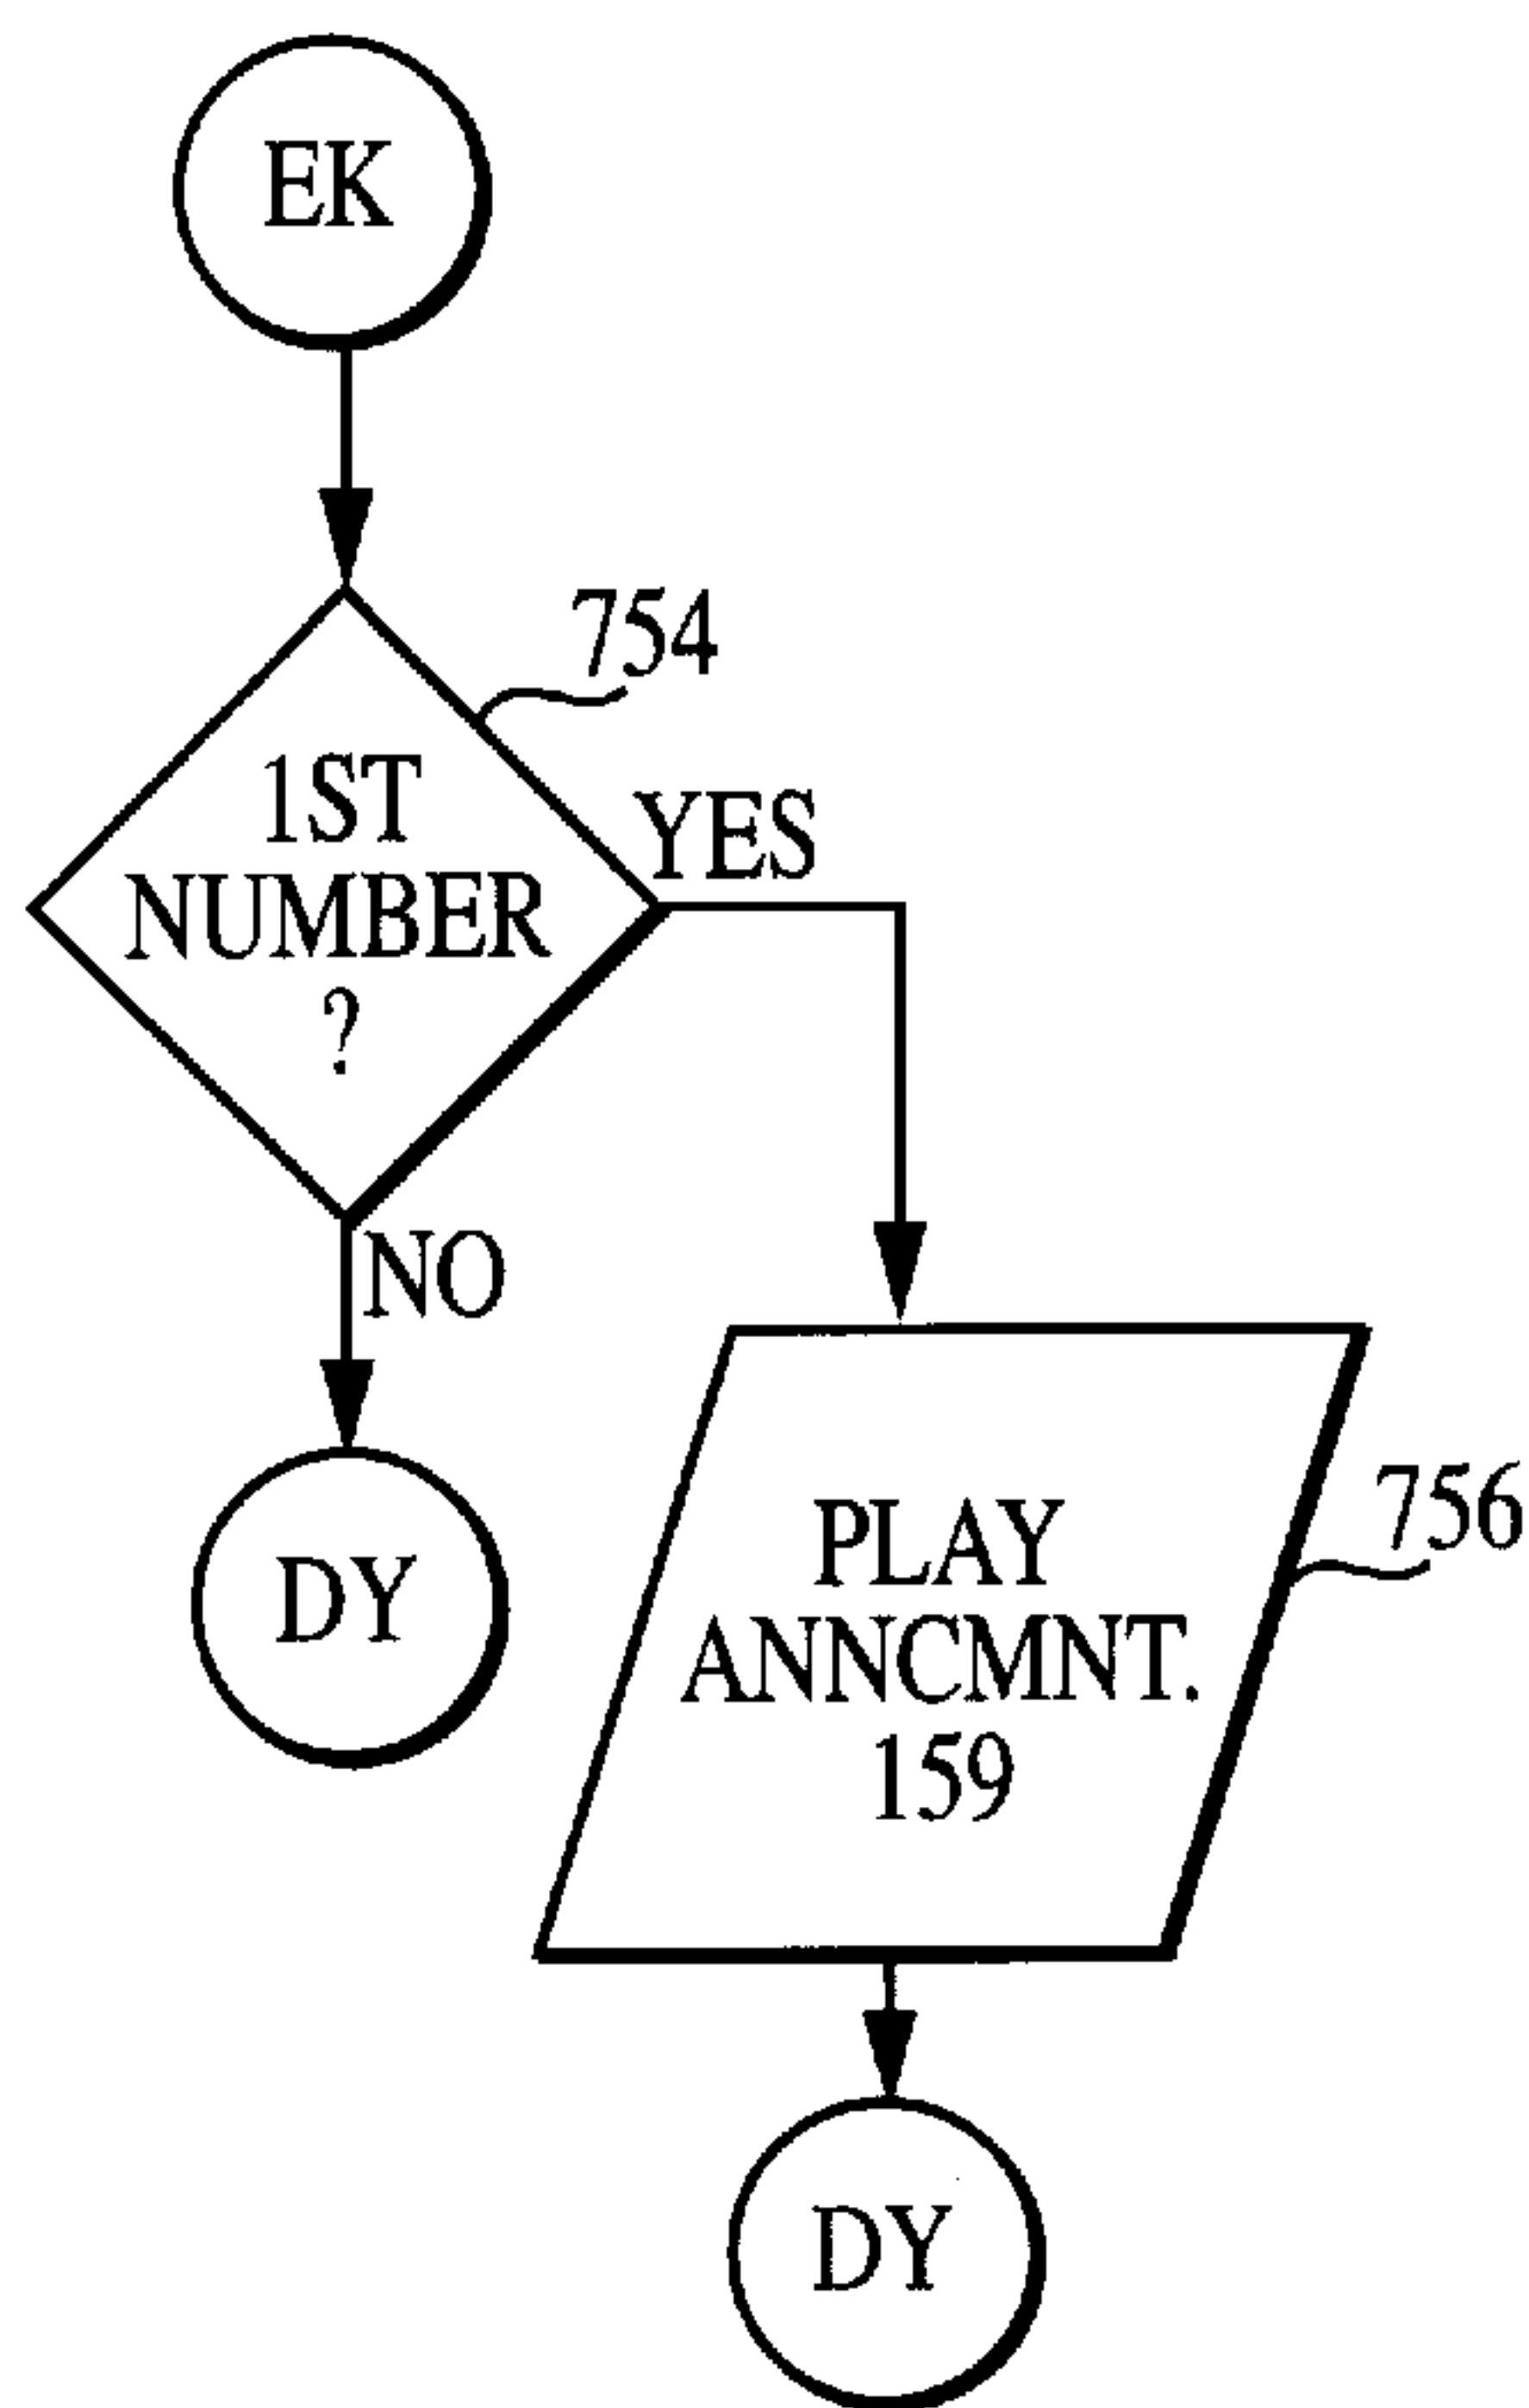 EK
754
1ST
NUMBER
?
YES
NO
DY
PLAY
ANNCMNT.
159
756
DY